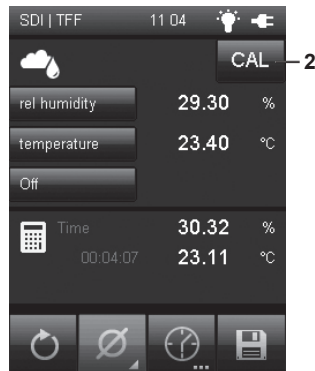 SDI | TFF 11 04
CAL 2
rel humidity 29.30 %
temperature 23.40 °C
Off
Time 30.32 %
00:04:07 23.11 °C